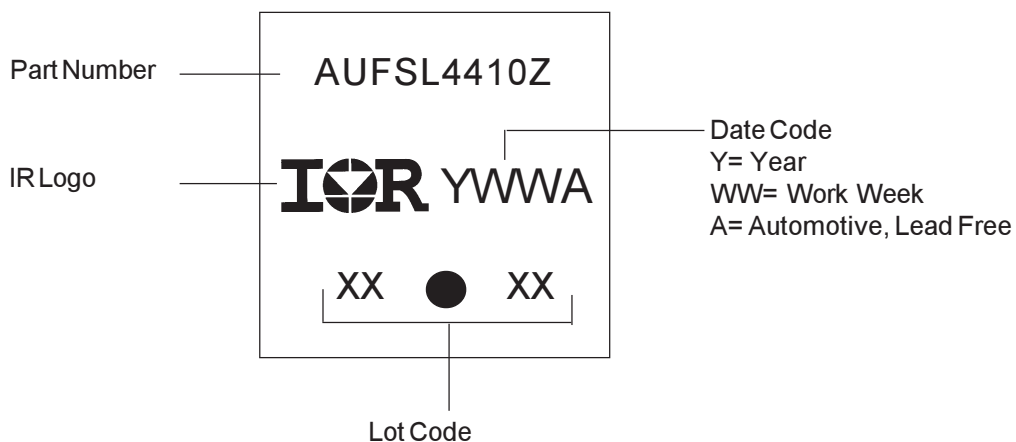 Part Number
AUFSL4410Z
IR Logo
IOR YWWA
Date Code
Y= Year
WW= Work Week
A= Automotive, Lead Free
XX ● XX
Lot Code